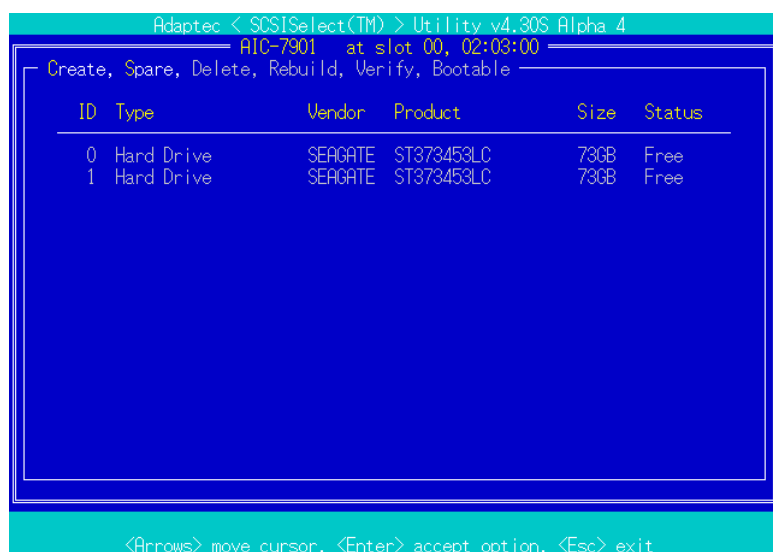 Adaptec < SCSISelect(TM) > Utility v4.30S Alpha 4
AIC-7901 at slot 00, 02:03:00
Create, Spare, Delete, Rebuild, Verify, Bootable
ID Type Vendor Product Size Status
0 Hard Drive SEAGATE ST373453LC 73GB Free
1 Hard Drive SEAGATE ST373453LC 73GB Free
<Arrows> move cursor, <Enter> accept option, <Esc> exit